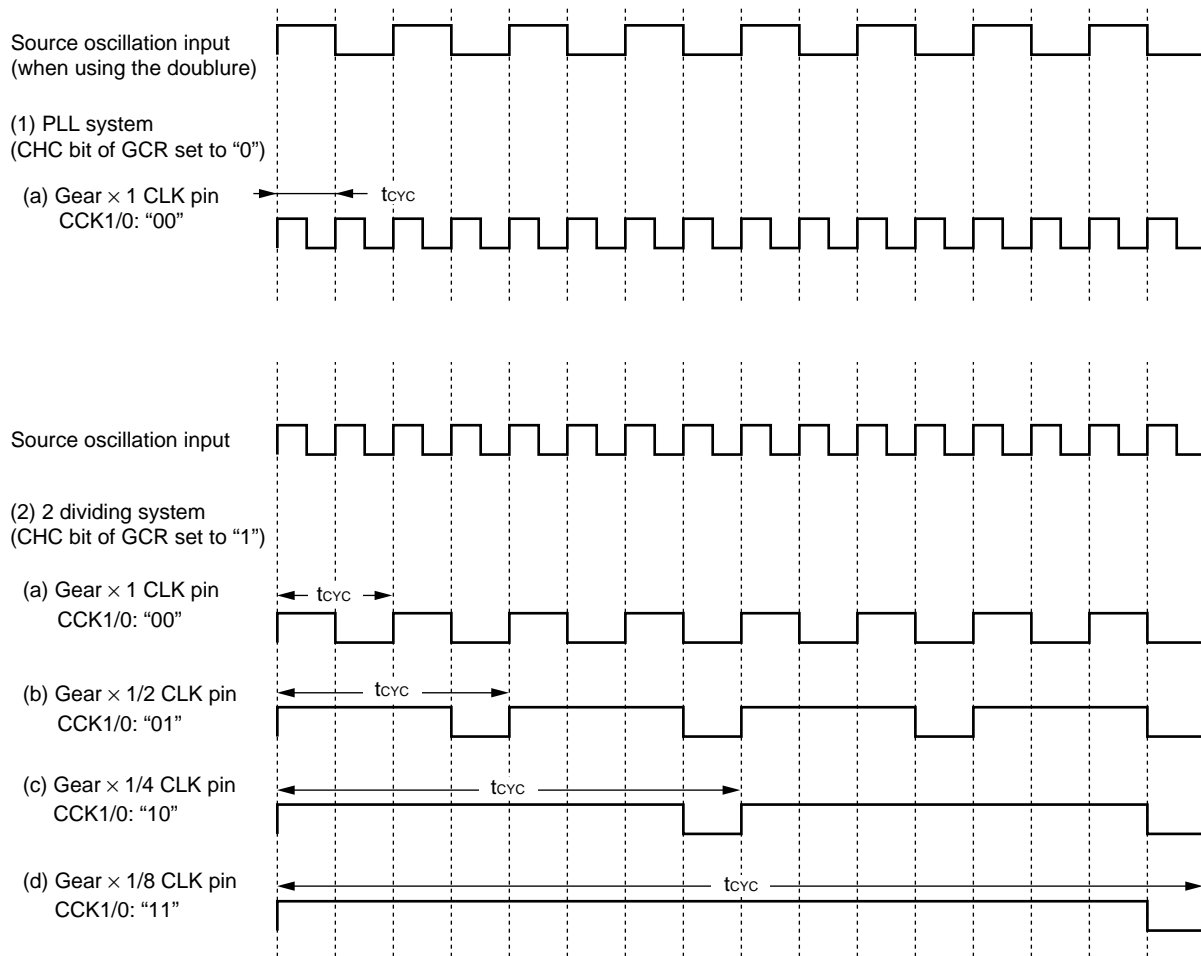 Source oscillation input
(when using the doublure)
(1) PLL system
(CHC bit of GCR set to “0”)
(a) Gear × 1 CLK pin
CCK1/0: “00”
tCYC
Source oscillation input
(2) 2 dividing system
(CHC bit of GCR set to “1”)
(a) Gear × 1 CLK pin
CCK1/0: “00”
tCYC
(b) Gear × 1/2 CLK pin
CCK1/0: “01”
tCYC
(c) Gear × 1/4 CLK pin
CCK1/0: “10”
tCYC
(d) Gear × 1/8 CLK pin
CCK1/0: “11”
tCYC